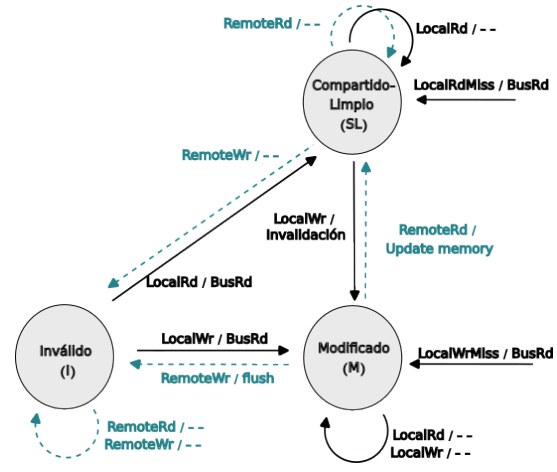 RemoteRd / --
LocalRd / --
Compartido-
Limpio
(SL)
LocalRdMiss / BusRd
RemoteWr / --
LocalWr /
Invalidación
RemoteRd /
Update memory
LocalRd / BusRd
Inválido
(I)
LocalWr / BusRd
RemoteWr / flush
Modificado
(M)
LocalWrMiss / BusRd
RemoteRd / --
RemoteWr / --
LocalRd / --
LocalWr / --